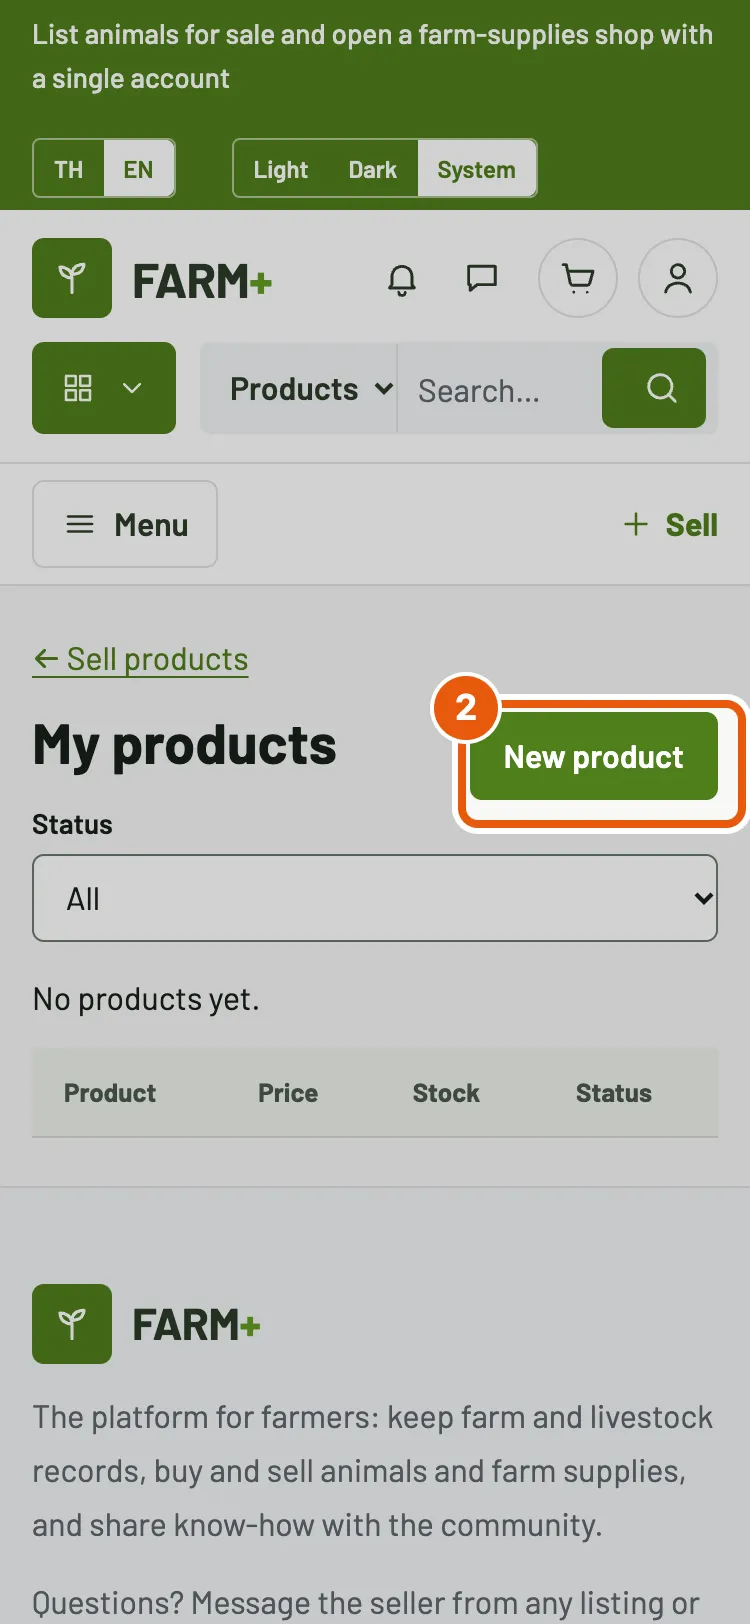 List animals for sale and open a farm-supplies shop with
a single account
TH EN Light Dark System
FARM+
Products Search...
Menu + Sell
← Sell products
2
My products New product
Status
All
No products yet.
Product Price Stock Status
FARM+
The platform for farmers: keep farm and livestock
records, buy and sell animals and farm supplies,
and share know-how with the community.
Questions? Message the seller from any listing or